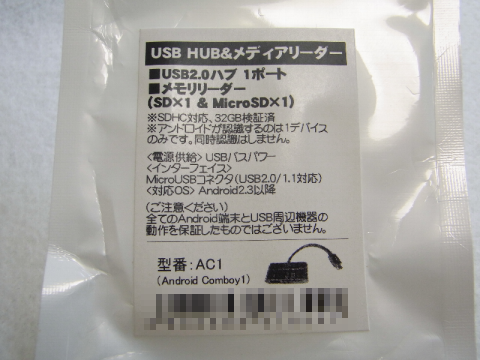 USB HUB&メディアリーダー
■USB2.0ハブ 1ポート
■メモリリーダー
(SD×1 & MicroSD×1)
※SDHC対応、32GB検証済
※アンドロイドが認識するのは1デバイス
のみです。同時認識はしません。
<電源供給> USBバスパワー
<インターフェイス>
MicroUSBコネクタ(USB2.0/1.1対応)
<対応OS> Android2.3以降
(ご注意ください)
全てのAndroid端末とUSB周辺機器の
動作を保証したものではございません。
型番:AC1
(Android Comboy1)